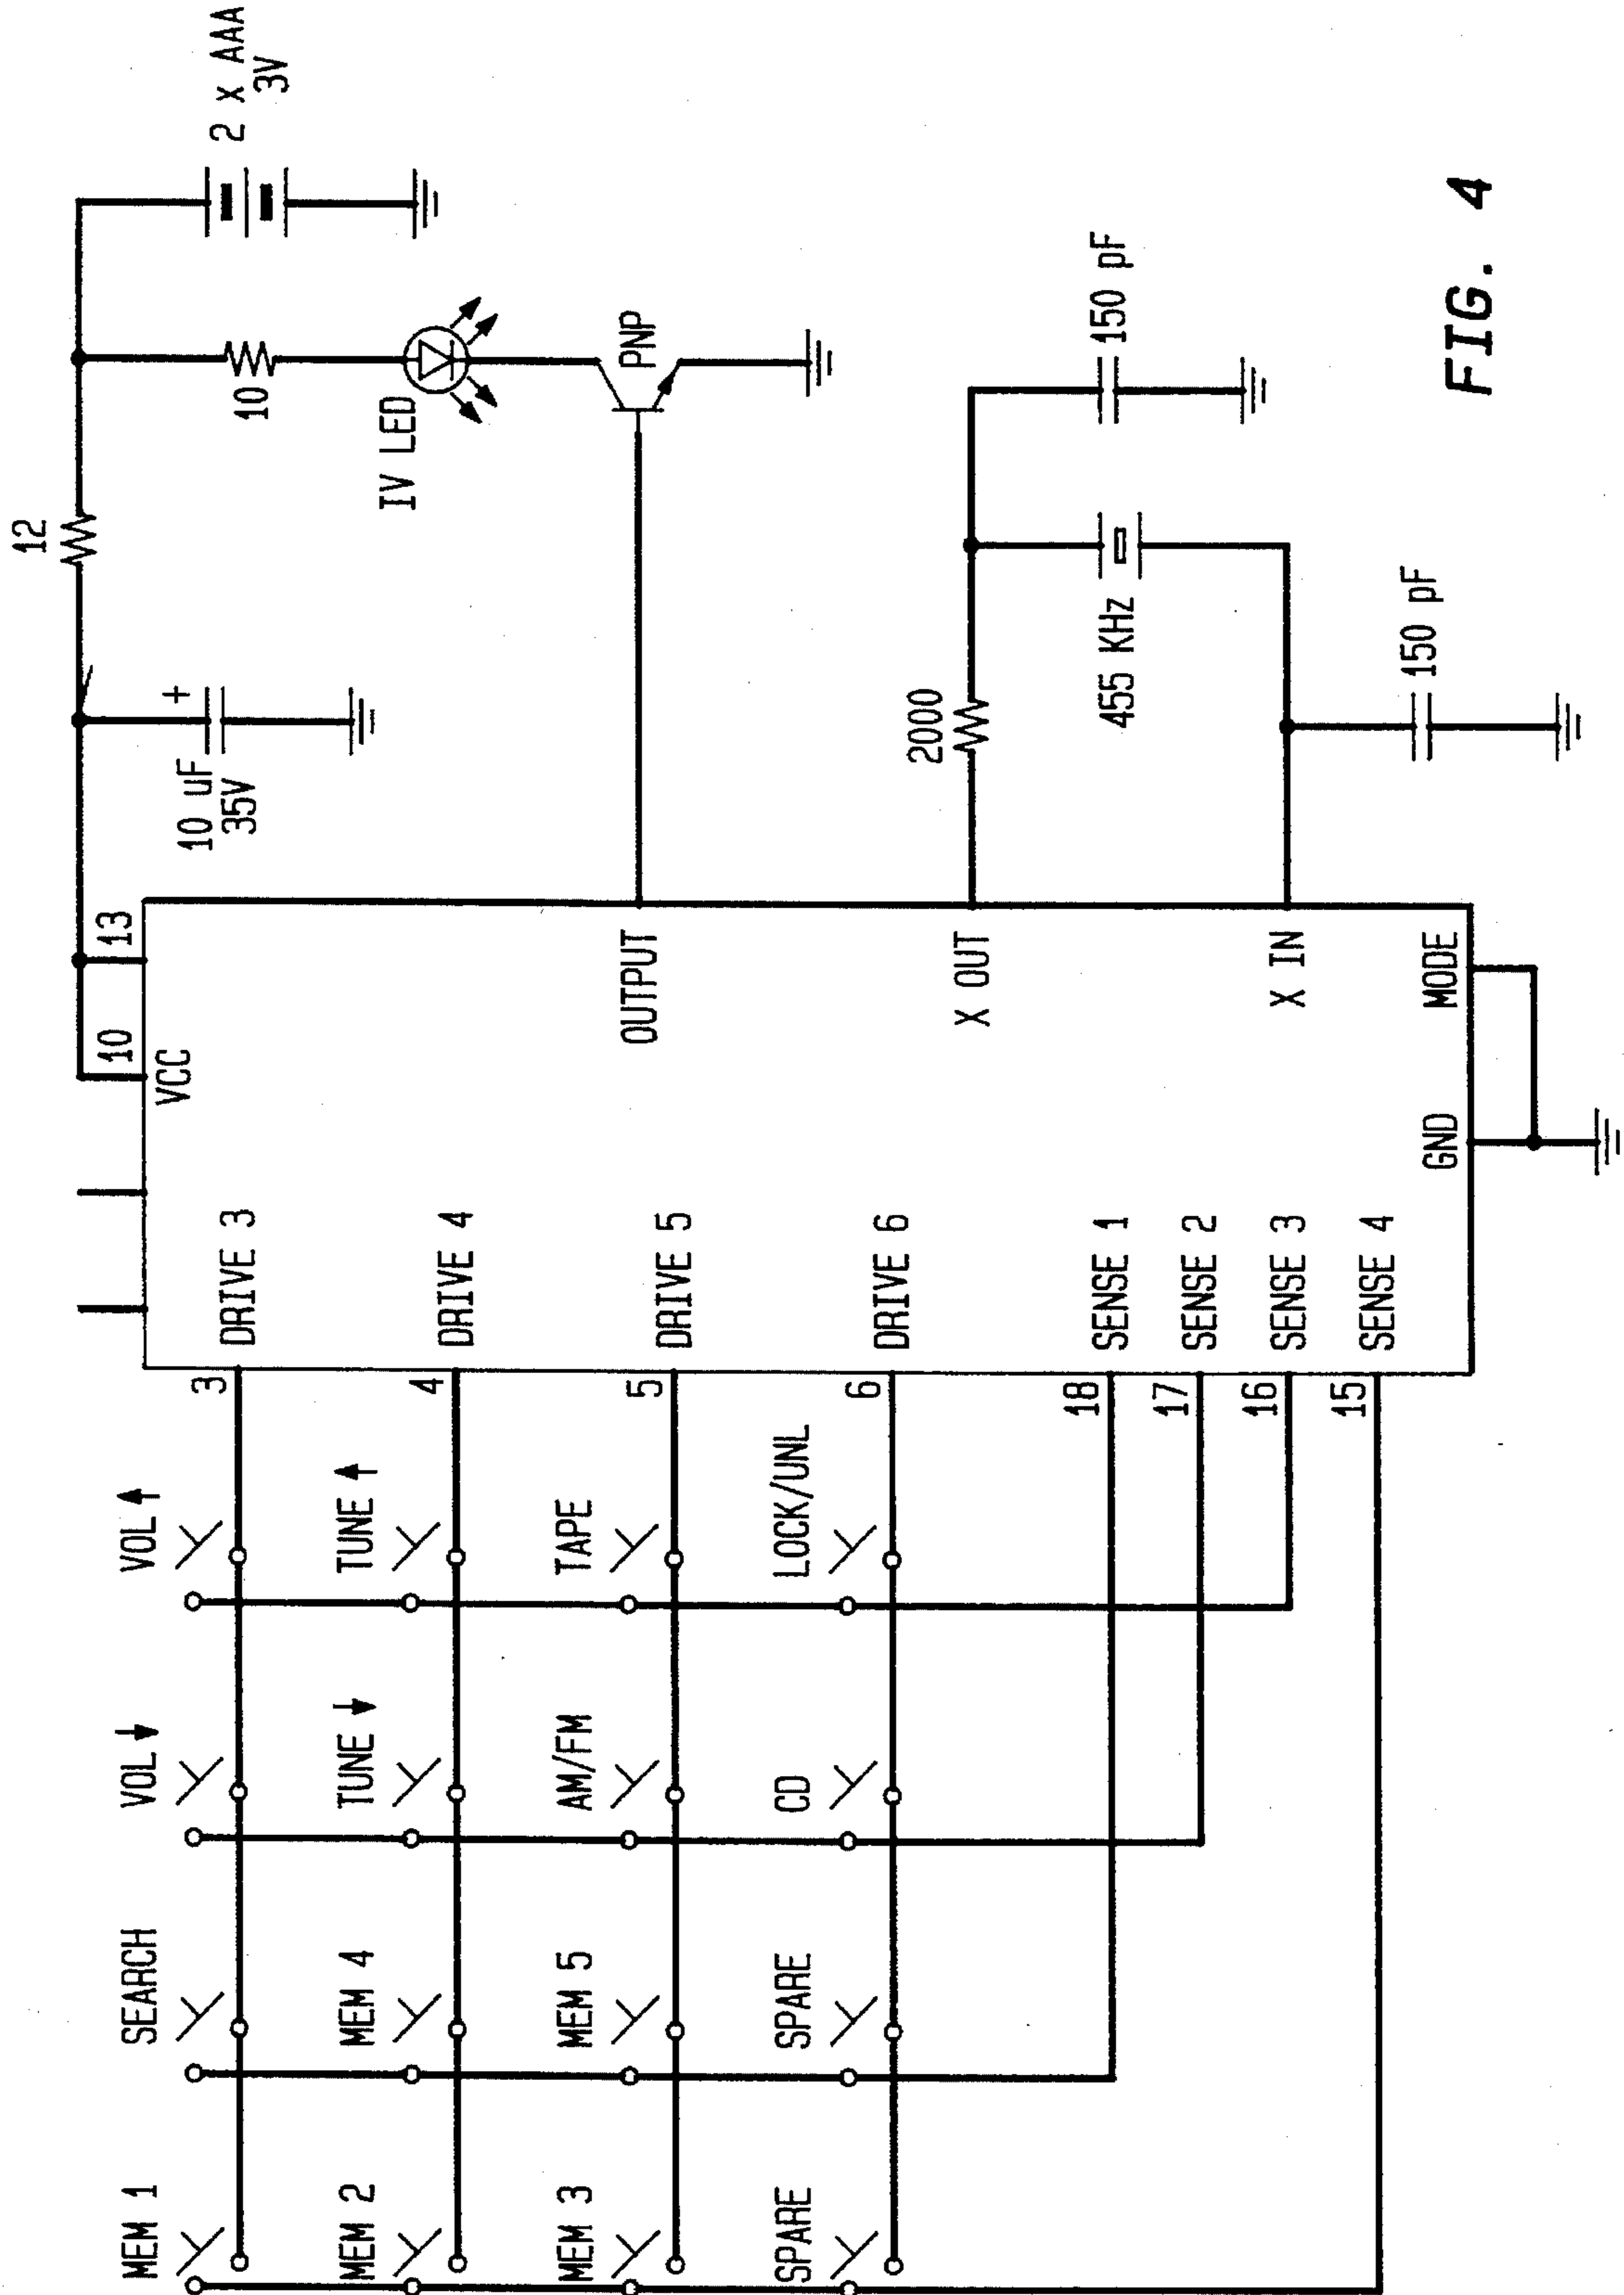 MEM 1
SEARCH
VOL ↓
VOL ↑
MEM 2
MEM 4
TUNE ↓
TUNE ↑
MEM 3
MEM 5
AM/FM
TAPE
SPARE
SPARE
CD
LOCK/UNL
3
4
5
6
18
17
16
15
DRIVE 3
DRIVE 4
DRIVE 5
DRIVE 6
SENSE 1
SENSE 2
SENSE 3
SENSE 4
10
13
VCC
OUTPUT
X OUT
X IN
GND
MODE
10 uF
35V
+
12
10
IV LED
PNP
2 x AAA
3V
2000
455 KHz
150 pF
150 pF
FIG. 4